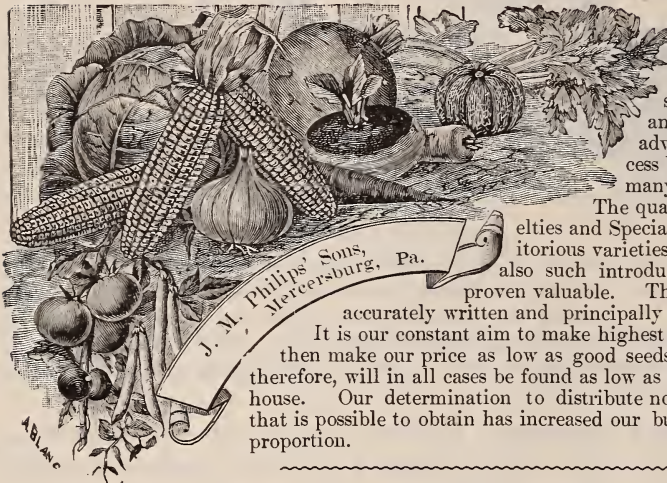 an
adv
cess
many
The qua
elties and Specia
itorious varieties
also such introdu
proven valuable. Th
accurately written and principally
It is our constant aim to make highest
then make our price as low as good seeds
therefore, will in all cases be found as low as
house. Our determination to distribute no
that is possible to obtain has increased our bu
proportion.
J. M. Philips' Sons,
Mercersburg, Pa.
A. BLANC